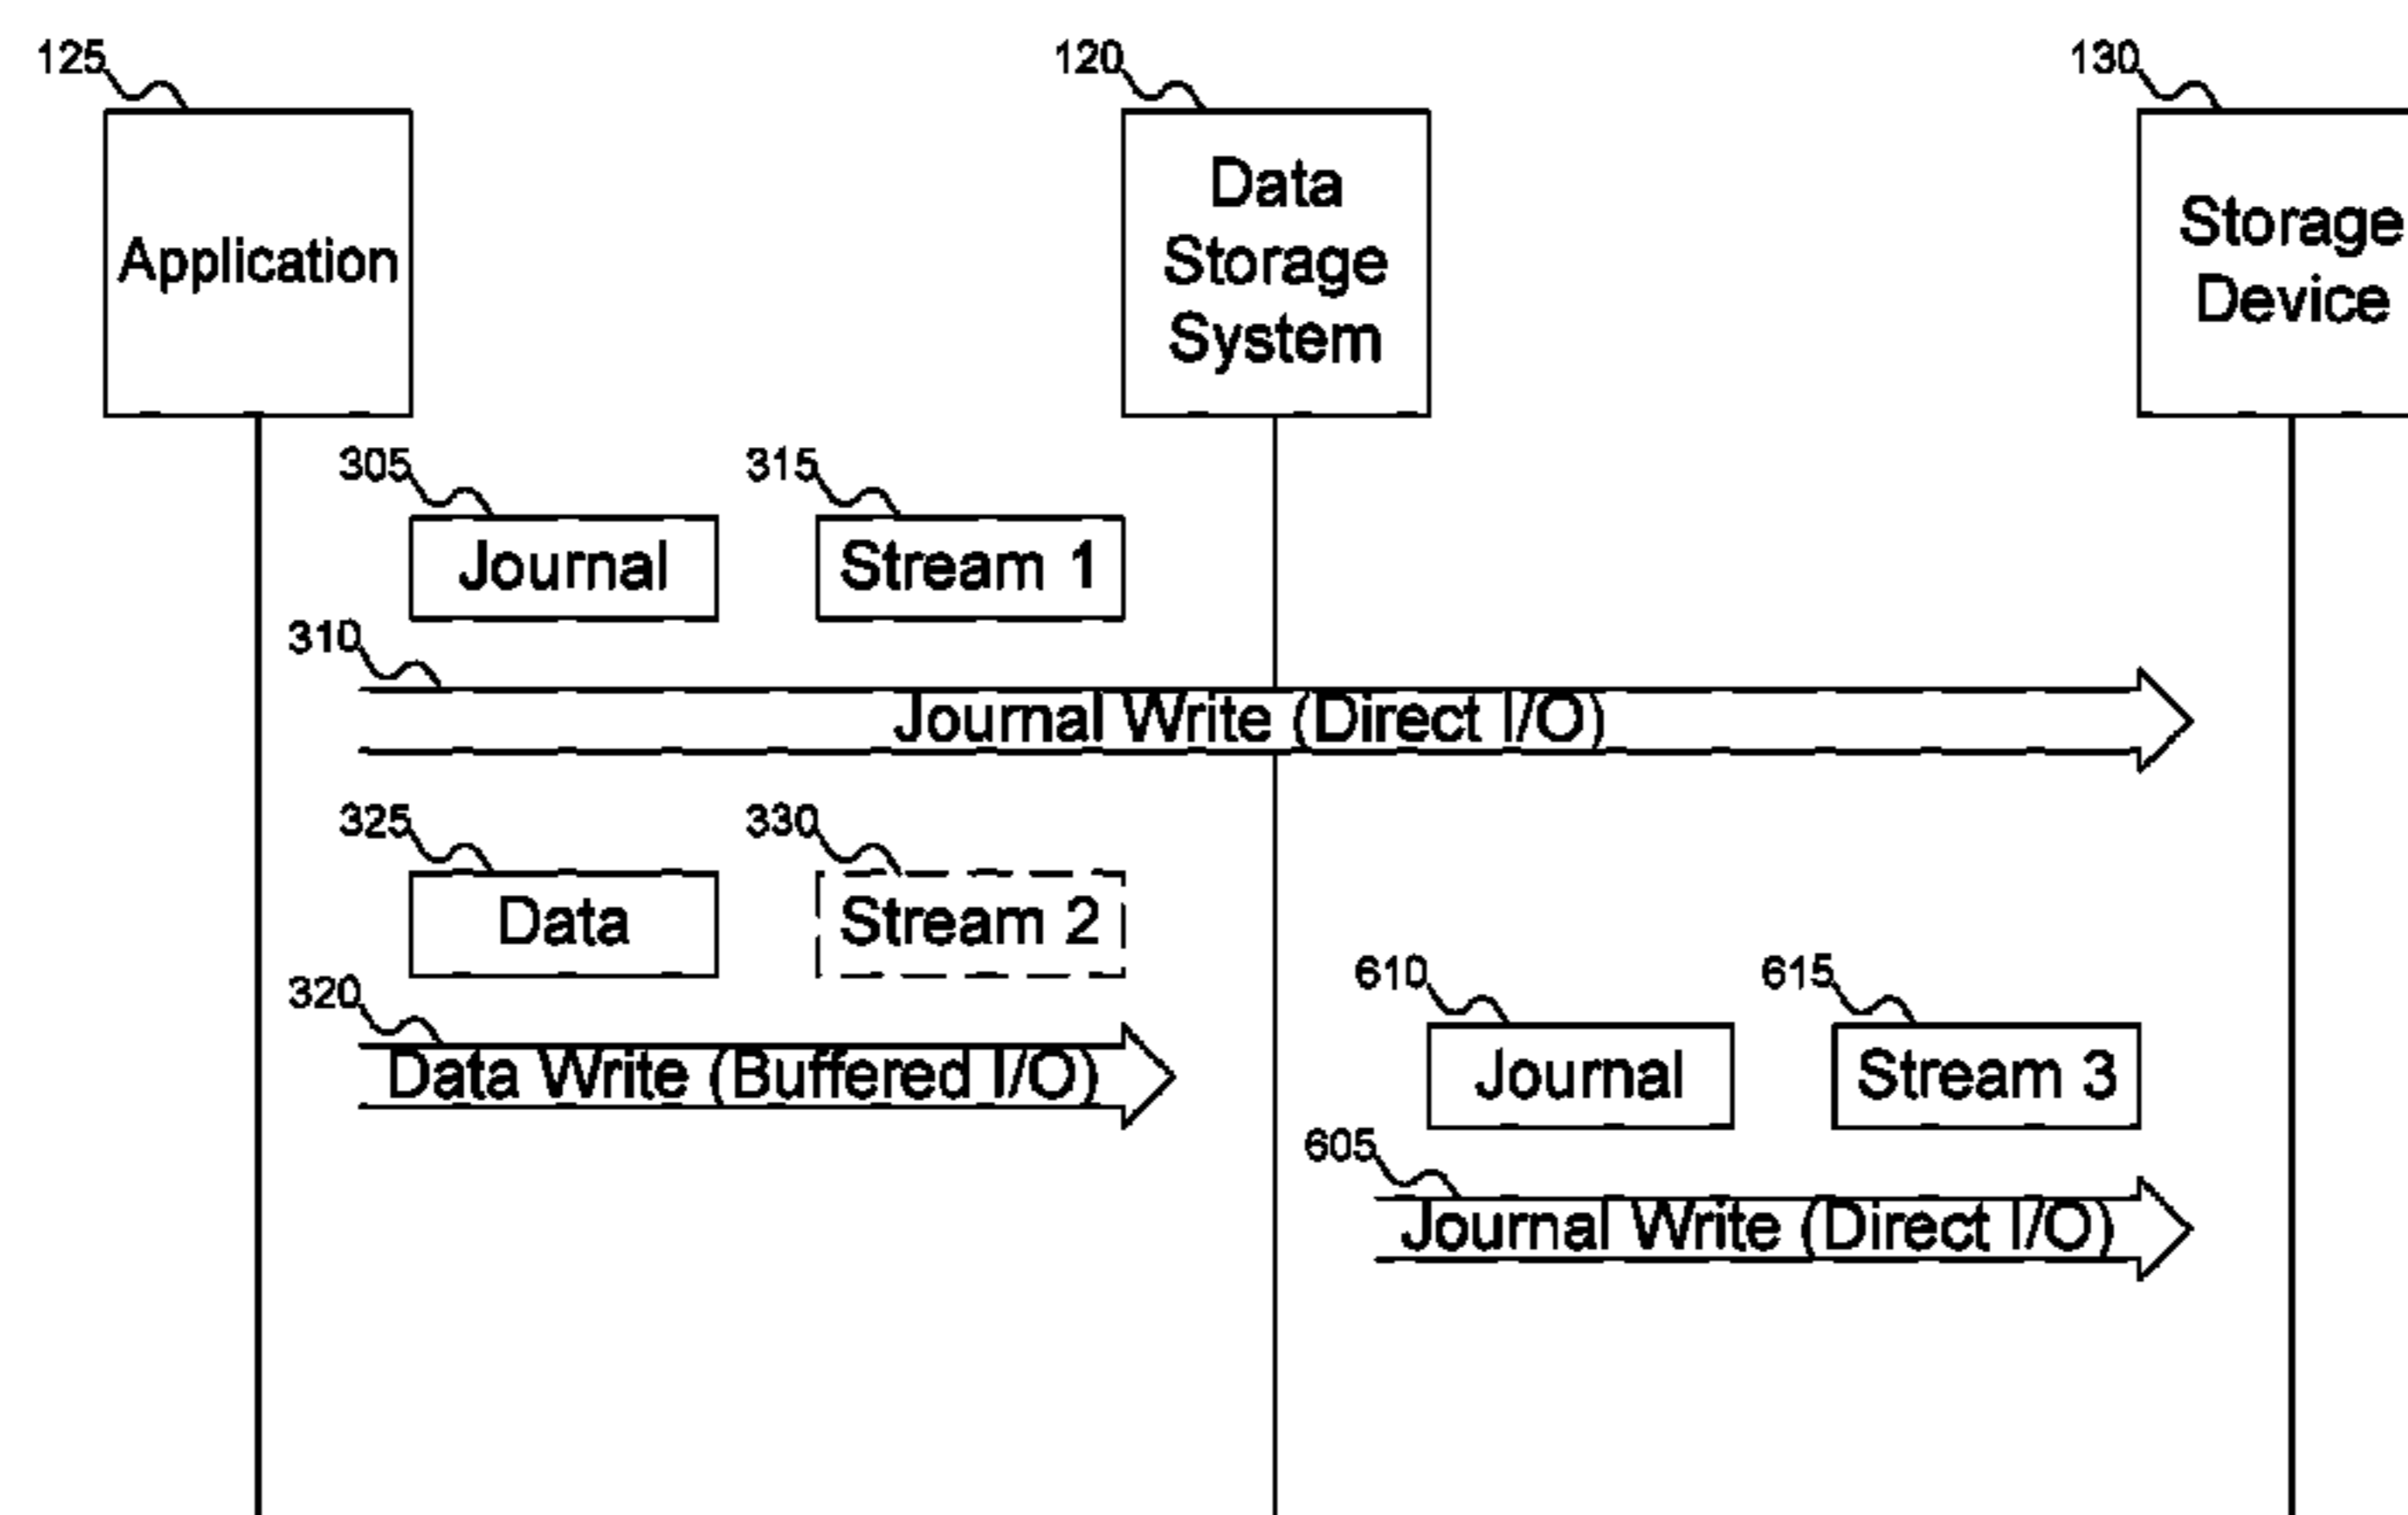 125
120
130
Application
Data
Storage
System
Storage
Device
305
315
Journal
Stream 1
310
Journal Write (Direct I/O)
325
330
Data
Stream 2
320
Data Write (Buffered I/O)
610
615
Journal
Stream 3
605
Journal Write (Direct I/O)